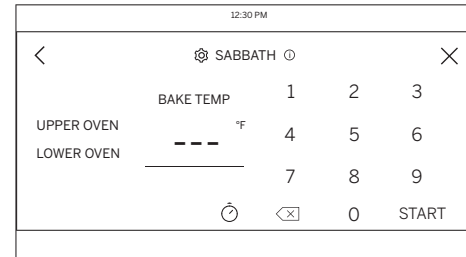 12:30 PM
SABBATH
BAKE TEMP
UPPER OVEN
LOWER OVEN
--- °F
1 2 3
4 5 6
7 8 9
0 START